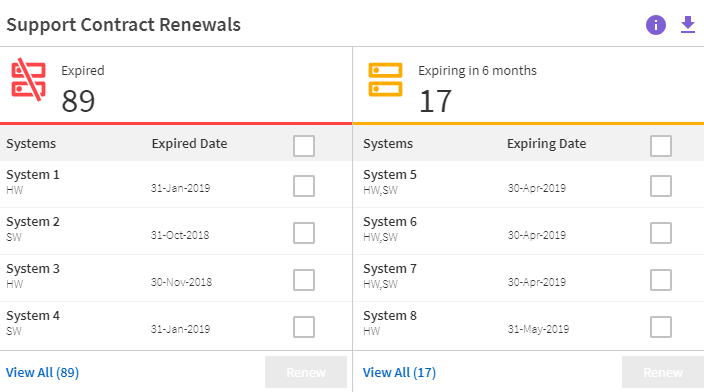 Support Contract Renewals
Expired
89
Expiring in 6 months
17
Systems Expired Date
System 1
HW 31-Jan-2019
System 2
SW 31-Oct-2018
System 3
HW 30-Nov-2018
System 4
SW 31-Jan-2019
View All (89) Renew
Systems Expiring Date
System 5
HW,SW 30-Apr-2019
System 6
HW,SW 30-Apr-2019
System 7
HW,SW 30-Apr-2019
System 8
HW 31-May-2019
View All (17) Renew